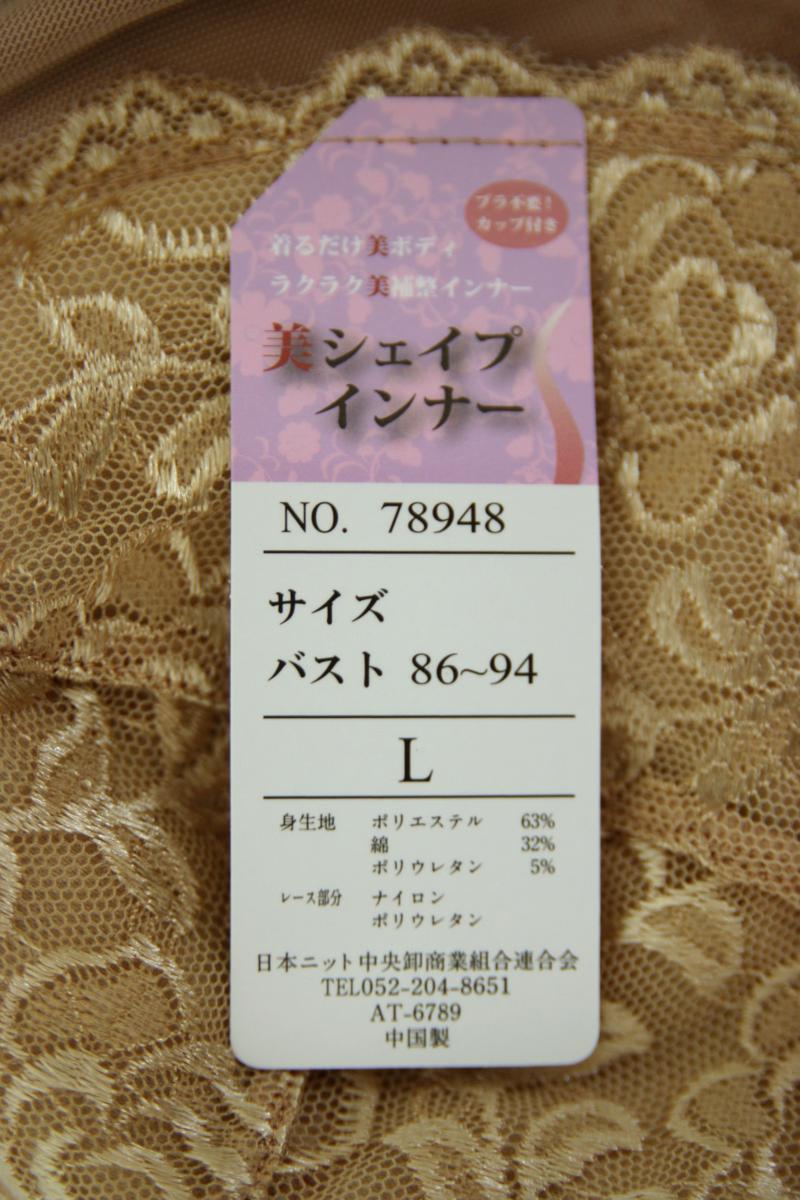 ブラ不要！
カップ付き
着るだけ美ボディ
ラクラク美補整インナー
美シェイプ
インナー
NO. 78948
サイズ
バスト 86~94
L
身生地 ポリエステル 63%
綿 32%
ポリウレタン 5%
レース部分 ナイロン
ポリウレタン
日本ニット中央卸商業組合連合会
TEL052-204-8651
AT-6789
中国製